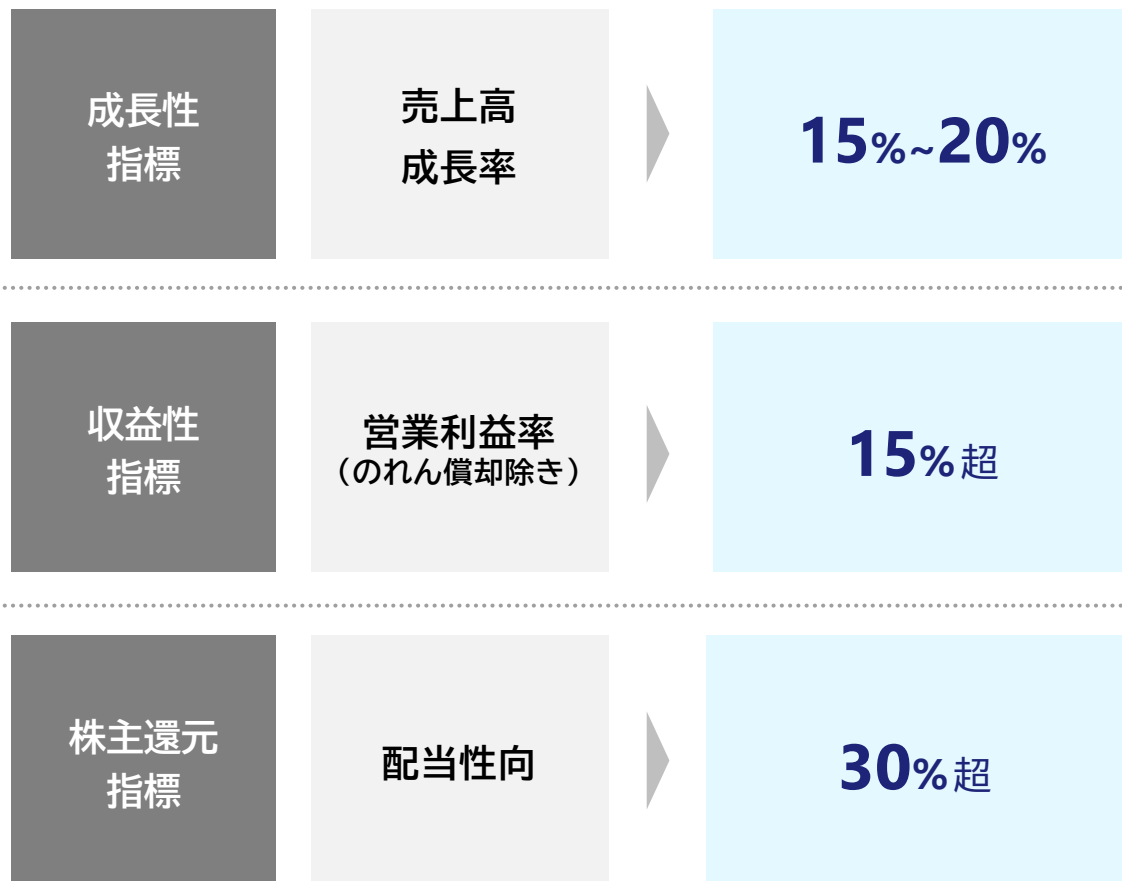 成長性
指標
売上高
成長率
15%~20%
収益性
指標
営業利益率
（のれん償却除き）
15%超
株主還元
指標
配当性向
30%超